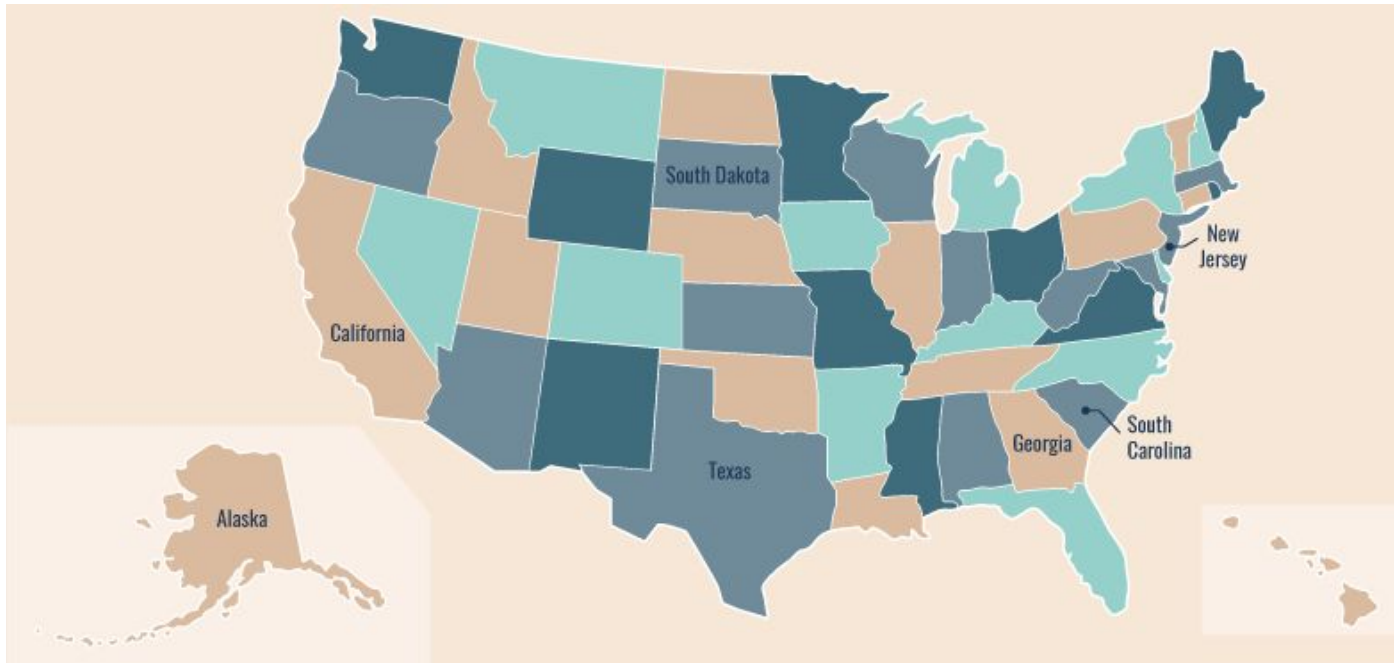 South Dakota
New
Jersey
California
South
Carolina
Georgia
Texas
Alaska